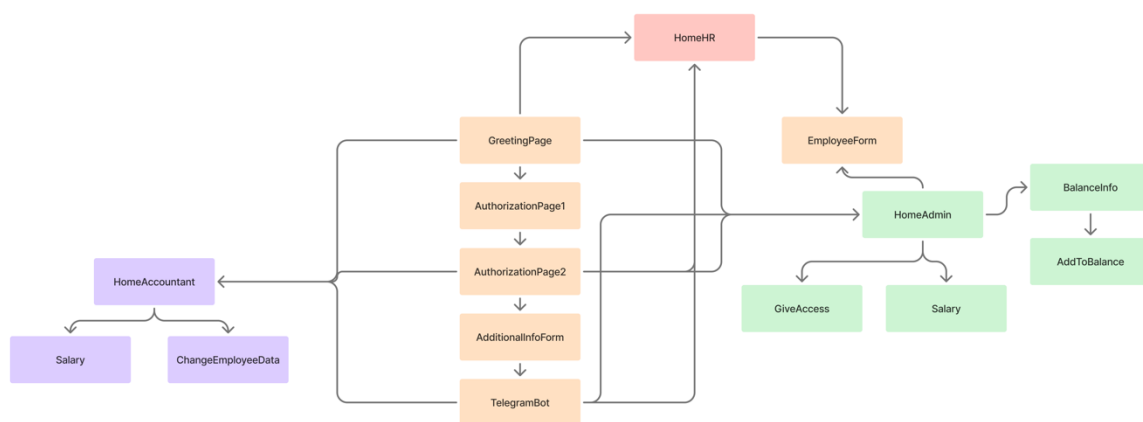 HomeHR
GreetingPage
EmployeeForm
AuthorizationPage1
BalanceInfo
HomeAdmin
AuthorizationPage2
AddToBalance
HomeAccountant
GiveAccess
Salary
AdditionalInfoForm
Salary
ChangeEmployeeData
TelegramBot